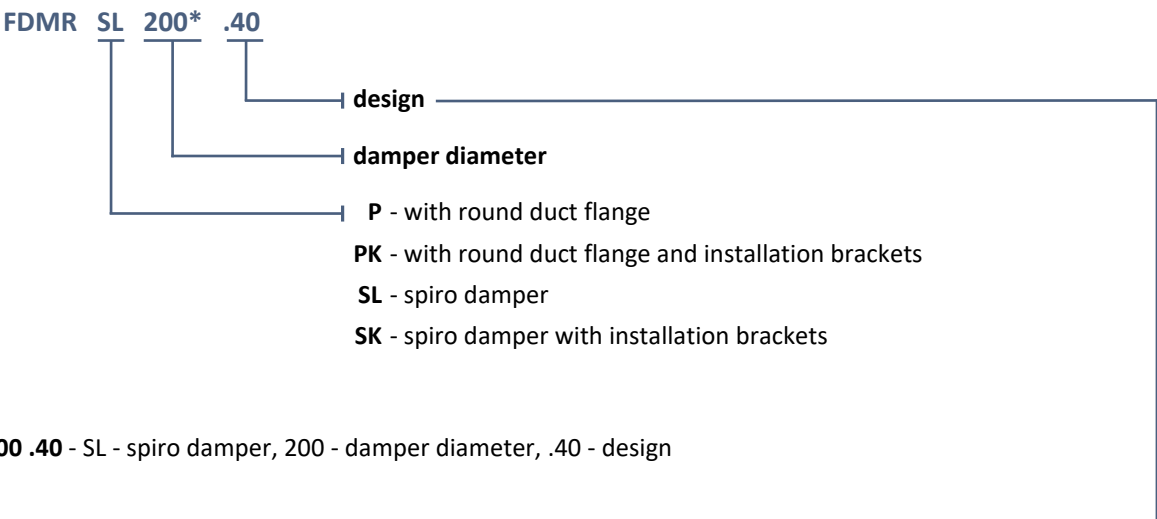 FDMR SL 200* .40
design
damper diameter
P - with round duct flange
PK - with round duct flange and installation brackets
SL - spiro damper
SK - spiro damper with installation brackets
00 .40 - SL - spiro damper, 200 - damper diameter, .40 - design